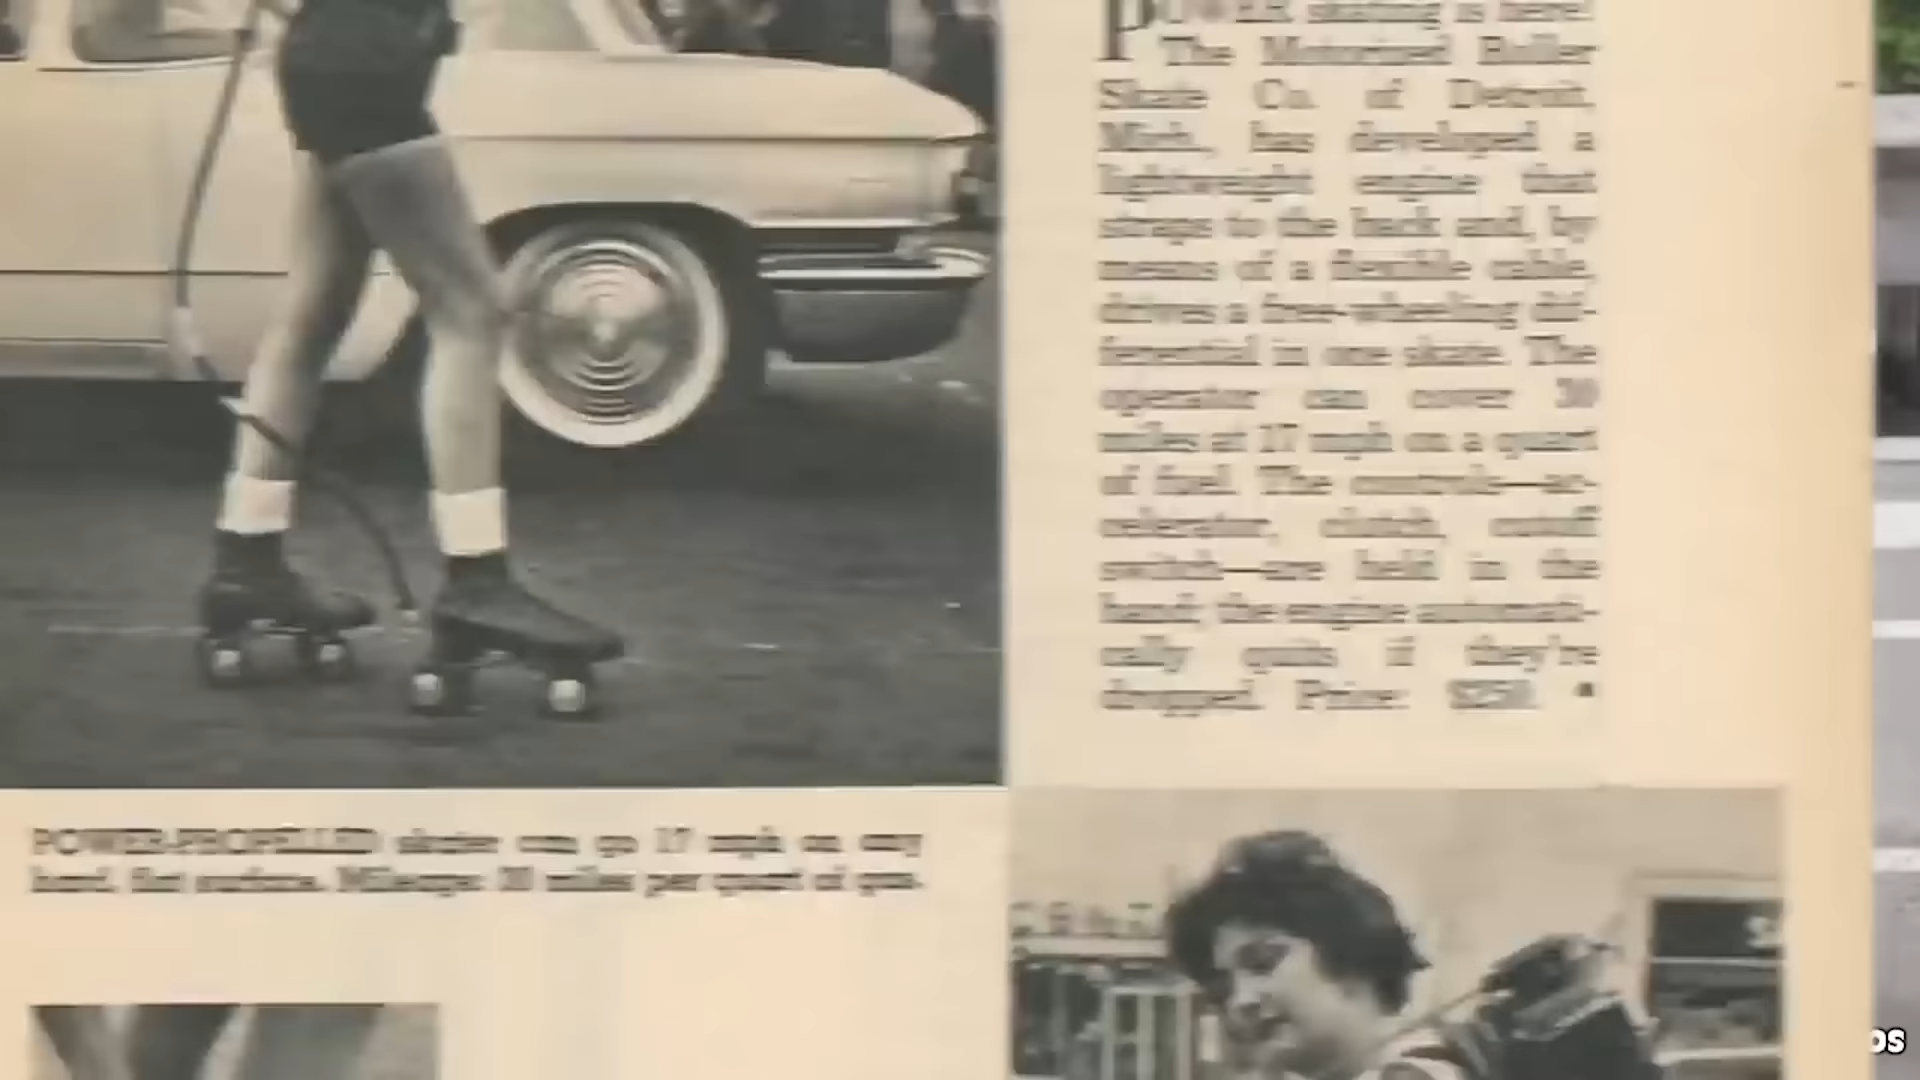 POWER skating is here!
The Motorized Roller
Skate Co. of Detroit,
Mich., has developed a
lightweight engine that
straps to the back and, by
means of a flexible cable,
drives a free-wheeling dif-
ferential in one skate. The
operator can cover 30
miles at 17 mph on a quart
of fuel. The controls—ac-
celerator, clutch, cutoff
switch—are held in the
hand; the engine automati-
cally quits if they're
dropped. Price: $250.
POWER-PROPELLED skater can go 17 mph on any
hard, flat surface. Mileage: 30 miles per quart of gas.
os